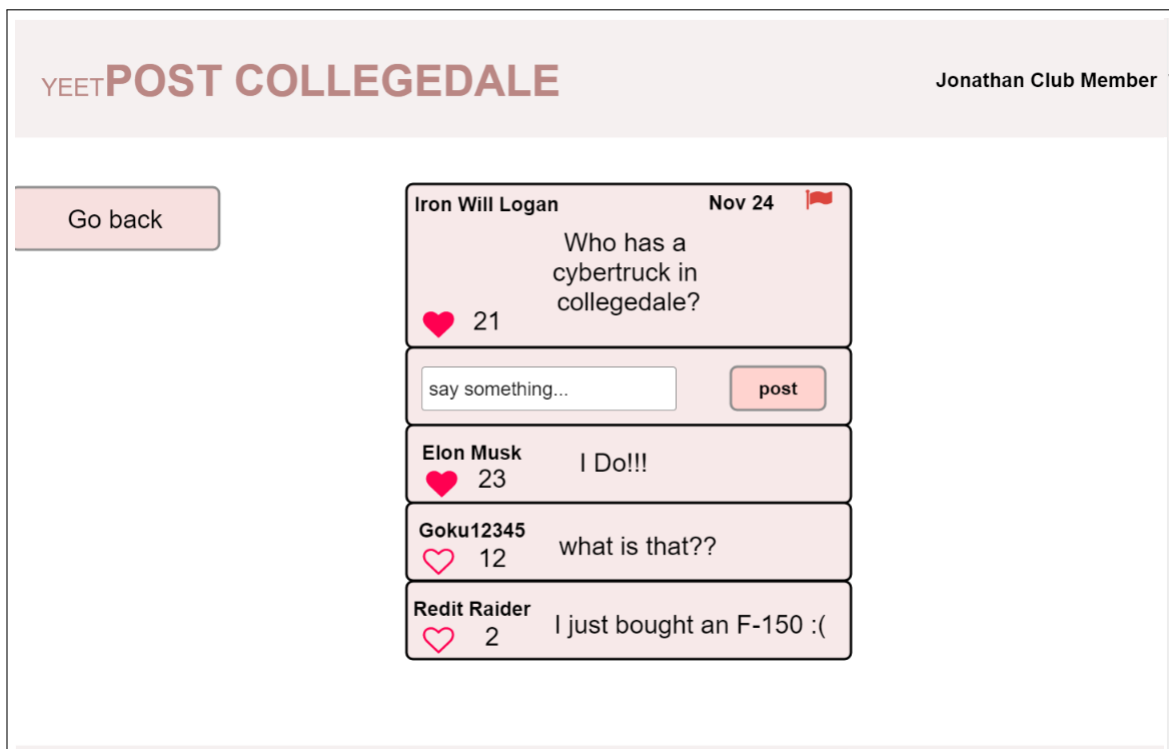 YEETPOST COLLEGEDALE
Jonathan Club Member
Go back
Iron Will Logan
Nov 24
Who has a
cybertruck in
collegedale?
21
say something...
post
Elon Musk
23
I Do!!!
Goku12345
12
what is that??
Redit Raider
2
I just bought an F-150 :(